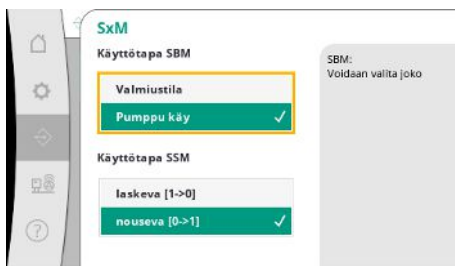 SxM
Käyttötapa SBM
Valmiustila
Pumppu käy
Käyttötapa SSM
laskeva [1->0]
nouseva [0->1]
SBM:
Voidaan valita joko